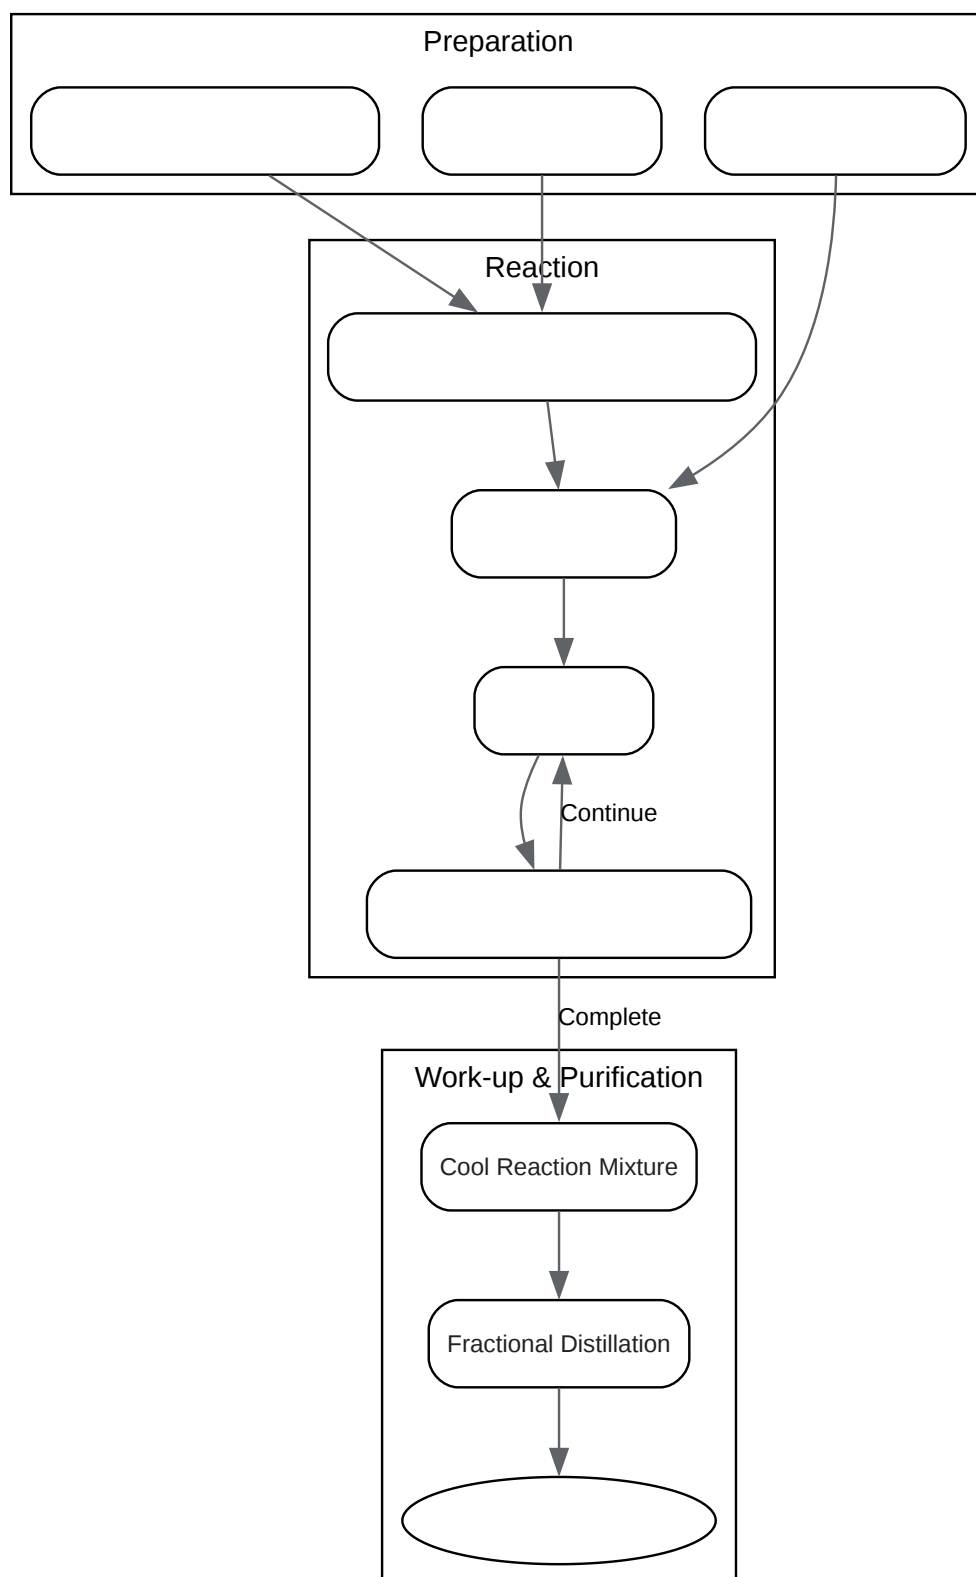 Preparation
Reaction
Continue
Complete
Work-up & Purification
Cool Reaction Mixture
Fractional Distillation